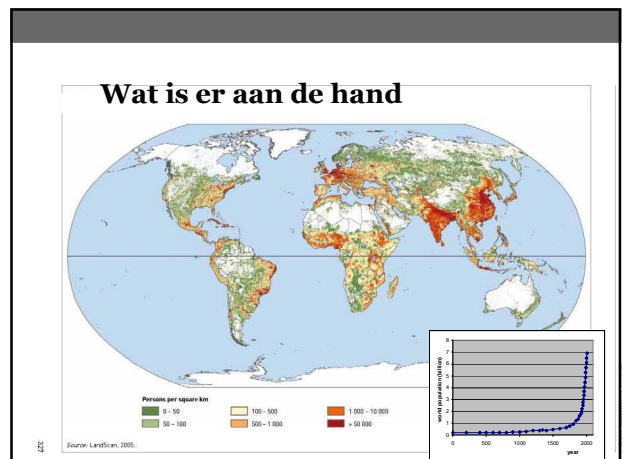 Wat is er aan de hand
Persons per square km
0 – 50
50 – 100
100 – 500
500 – 1 000
1 000 – 10 000
> 50 000
Source: LandScan, 2005.
327
world population (billion)
8
7
6
5
4
3
2
1
0
0 500 1000 1500 2000
year